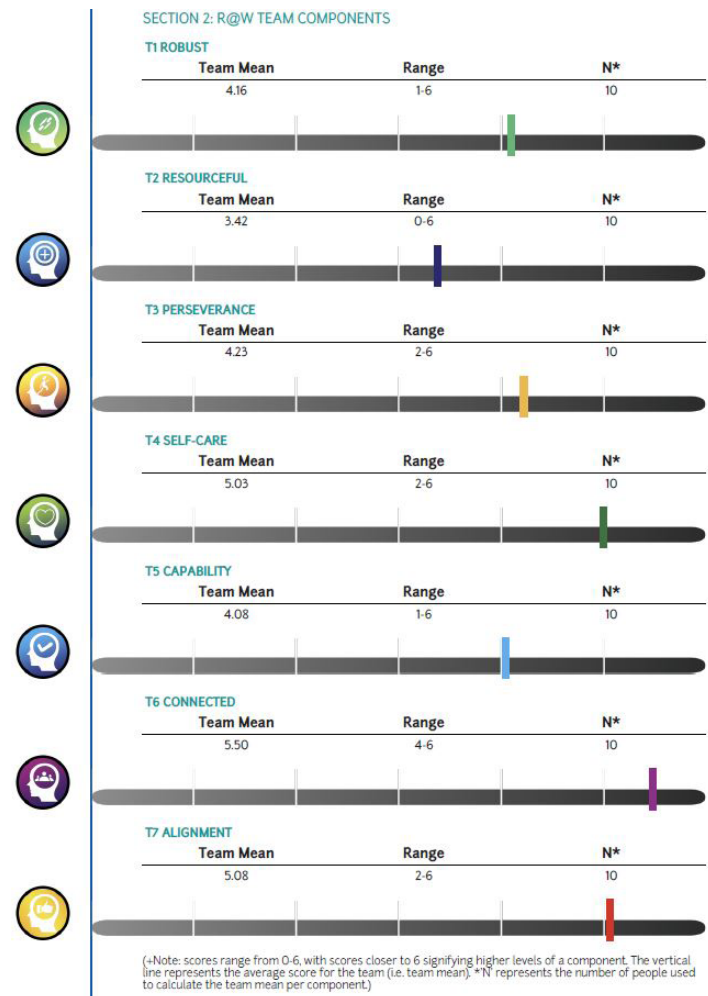 SECTION 2: R@W TEAM COMPONENTS
T1 ROBUST
Team Mean Range N*
4.16 1-6 10
T2 RESOURCEFUL
Team Mean Range N*
3.42 0-6 10
T3 PERSEVERANCE
Team Mean Range N*
4.23 2-6 10
T4 SELF-CARE
Team Mean Range N*
5.03 2-6 10
T5 CAPABILITY
Team Mean Range N*
4.08 1-6 10
T6 CONNECTED
Team Mean Range N*
5.50 4-6 10
T7 ALIGNMENT
Team Mean Range N*
5.08 2-6 10
(+Note: scores range from 0-6, with scores closer to 6 signifying higher levels of a component. The vertical
line represents the average score for the team (i.e. team mean). *'N' represents the number of people used
to calculate the team mean per component.)